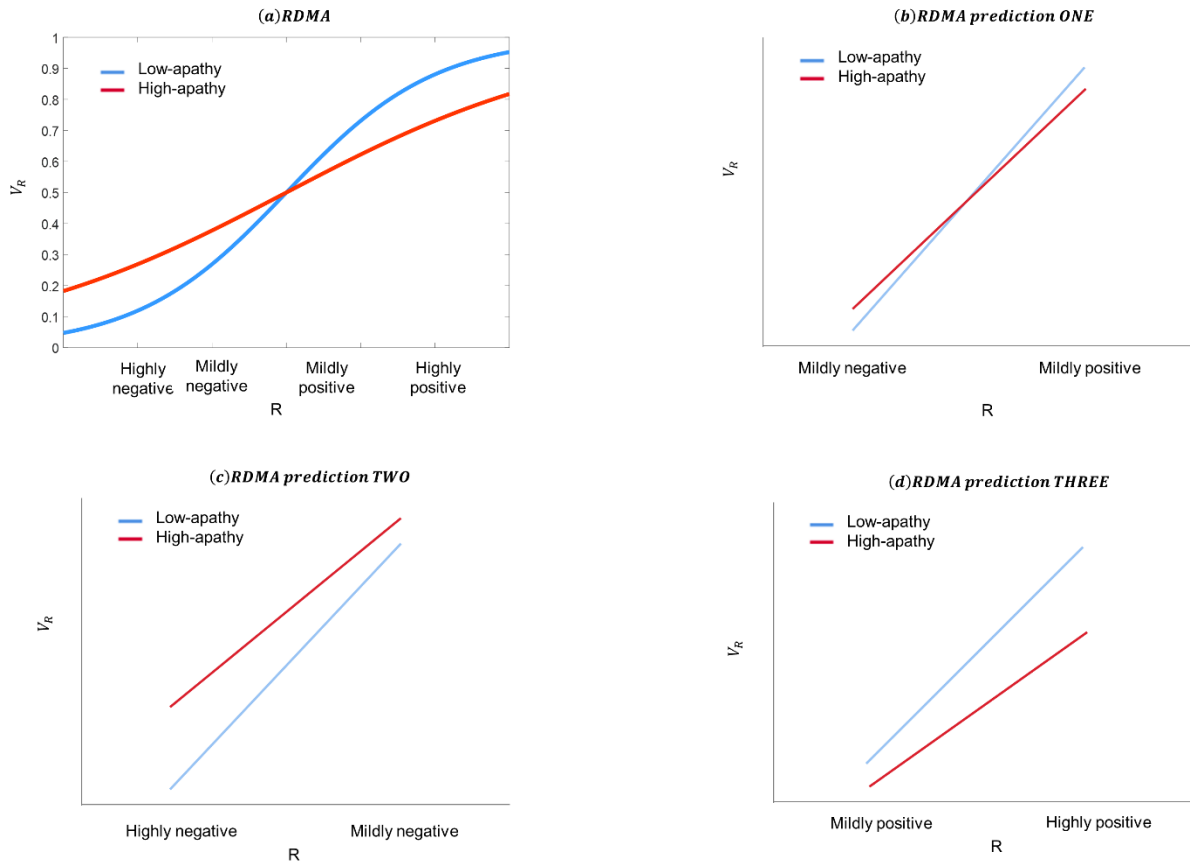 (a)RDMA
Low-apathy
High-apathy
1
0.9
0.8
0.7
0.6
0.5
0.4
0.3
0.2
0.1
0
V_R
Highly negative
Mildly negative
Mildly positive
Highly positive
R
(b)RDMA prediction ONE
Low-apathy
High-apathy
V_R
Mildly negative
Mildly positive
R
(c)RDMA prediction TWO
Low-apathy
High-apathy
V_R
Highly negative
Mildly negative
R
(d)RDMA prediction THREE
Low-apathy
High-apathy
V_R
Mildly positive
Highly positive
R